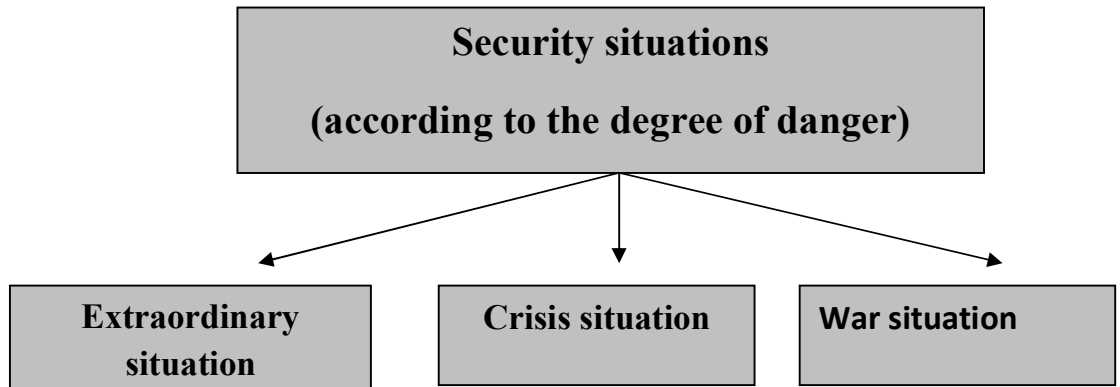 Security situations
(according to the degree of danger)
Extraordinary
situation
Crisis situation
War situation